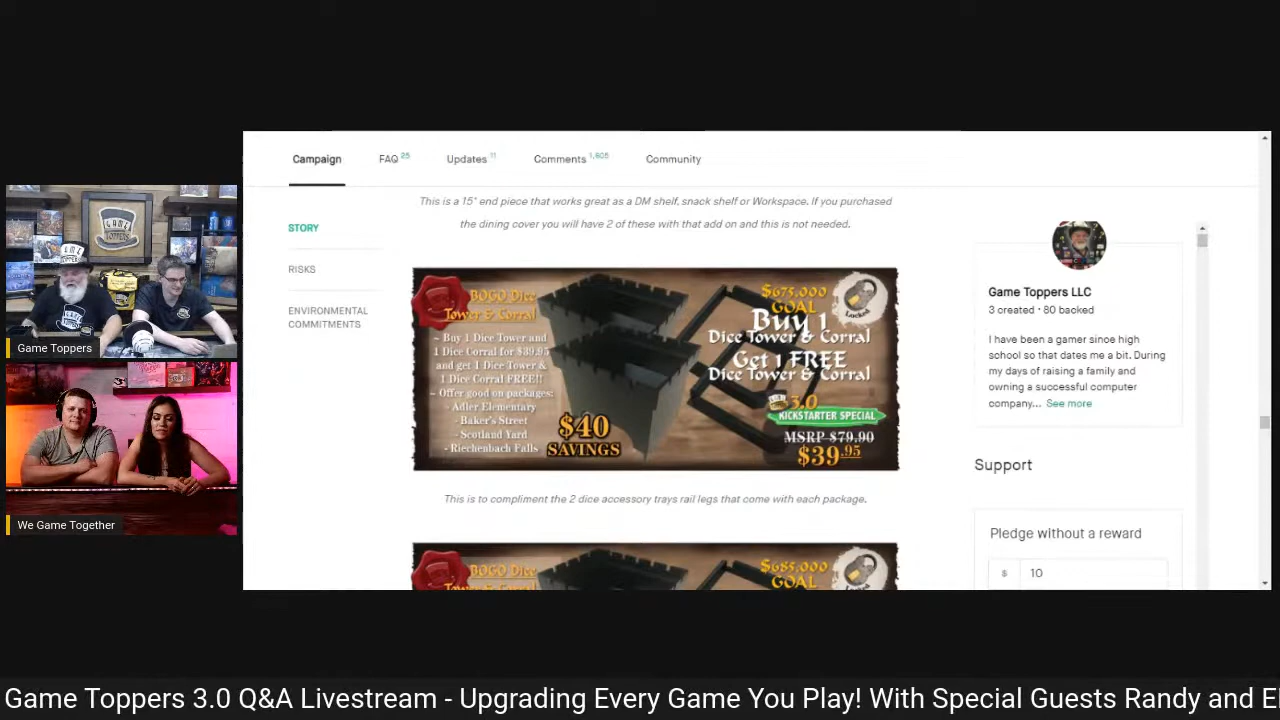 Campaign
FAQ 25
Updates 11
Comments 1,605
Community
STORY
RISKS
ENVIRONMENTAL
COMMITMENTS
This is a 15" end piece that works great as a DM shelf, snack shelf or Workspace. If you purchased
the dining cover you will have 2 of these with that add on and this is not needed.
BOGO Dice
Tower & Corral
~ Buy 1 Dice Tower and
1 Dice Corral for $39.95
and get 1 Dice Tower &
1 Dice Corral FREE!!
~ Offer good on packages:
- Adler Elementary
- Baker's Street
- Scotland Yard
- Riechenbach Falls
$40
SAVINGS
$675,000
GOAL
Buy 1
Dice Tower & Corral
Get 1 FREE
Dice Tower & Corral
Locked
3.0
KICKSTARTER SPECIAL
MSRP $79.90
$39.95
This is to compliment the 2 dice accessory trays rail legs that come with each package.
BOGO Dice
$685,000
GOAL
Game Toppers LLC
3 created · 80 backed
I have been a gamer since high
school so that dates me a bit. During
my days of raising a family and
owning a successful computer
company... See more
Support
Pledge without a reward
$ 10
GAME
TOPPERS
Game Toppers
We Game Together
Game Toppers 3.0 Q&A Livestream - Upgrading Every Game You Play! With Special Guests Randy and E